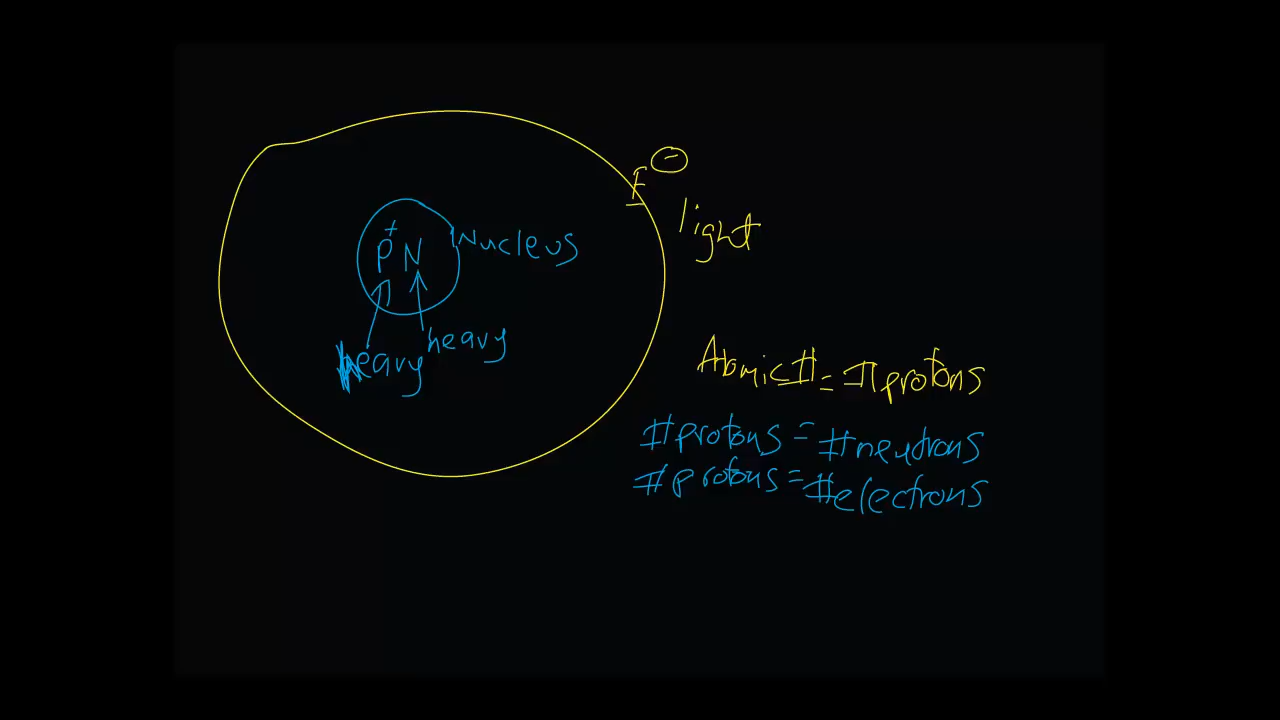 E -
light
P+ N Nucleus
heavy heavy
Atomic # = # protons
# protons = # neutrons
# protons = # electrons